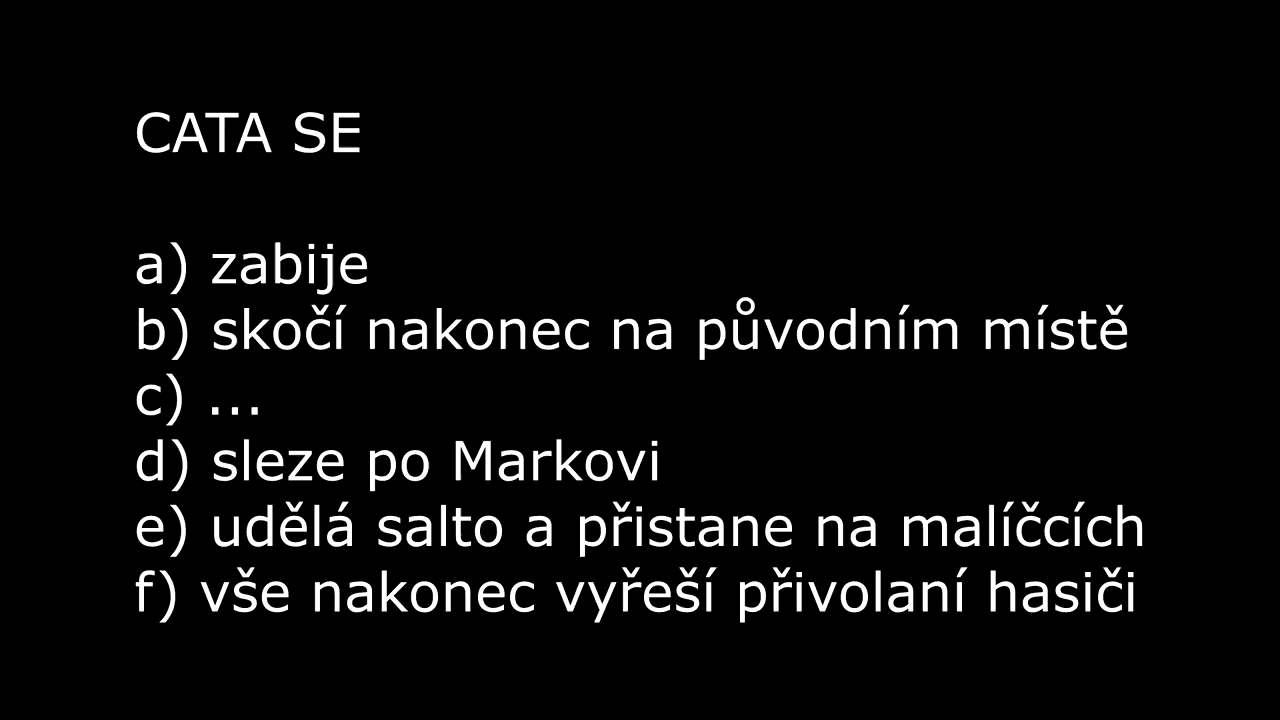 CATA SE
a) zabije
b) skočí nakonec na původním místě
c) ...
d) sleze po Markovi
e) udělá salto a přistane na malíčcích
f) vše nakonec vyřeší přivolaní hasiči